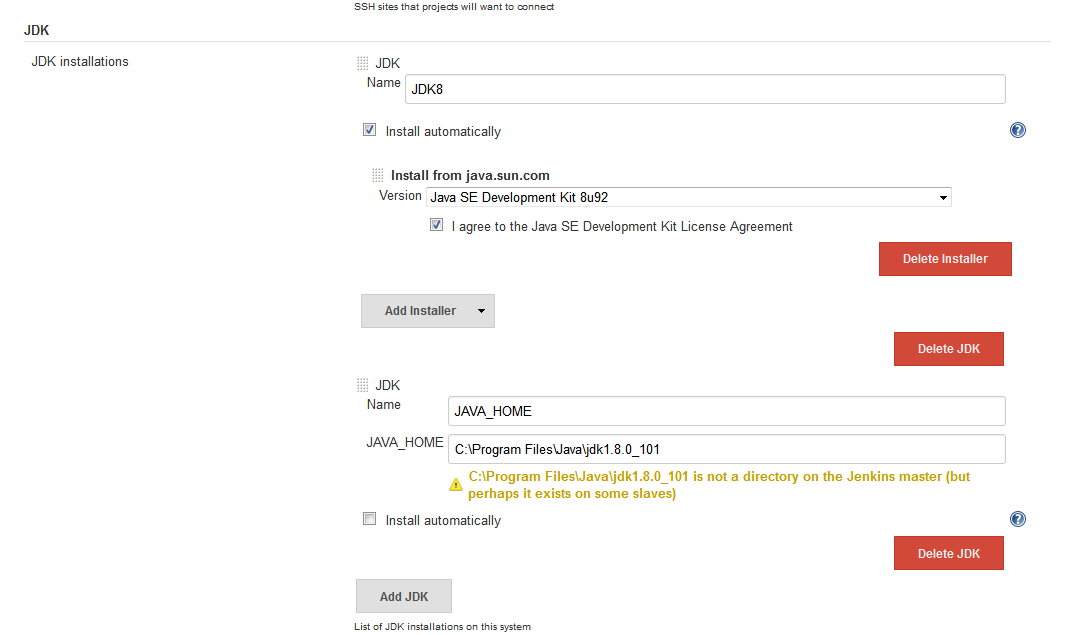 SSH sites that projects will want to connect
JDK
JDK installations
JDK
Name
JDK8
Install automatically
Install from java.sun.com
Version
Java SE Development Kit 8u92
I agree to the Java SE Development Kit License Agreement
Delete Installer
Add Installer
Delete JDK
JDK
Name
JAVA_HOME
JAVA_HOME
C:\Program Files\Java\jdk1.8.0_101
C:\Program Files\Java\jdk1.8.0_101 is not a directory on the Jenkins master (but
perhaps it exists on some slaves)
Install automatically
Delete JDK
Add JDK
List of JDK installations on this system